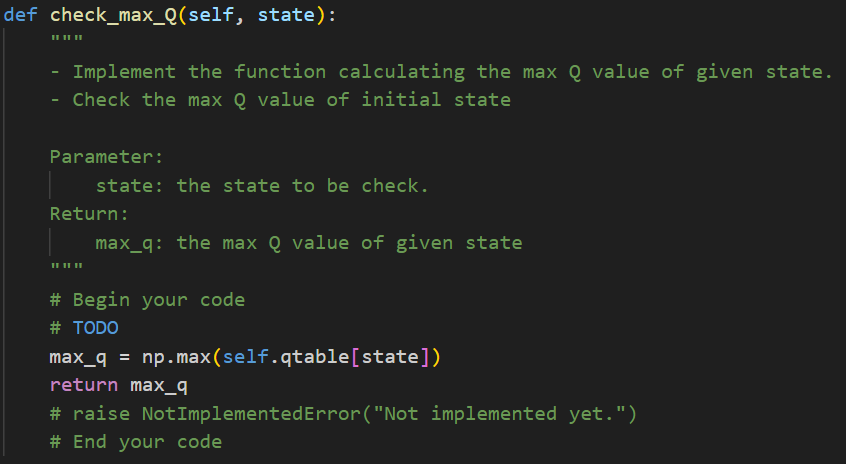 def check_max_Q(self, state):
"""
- Implement the function calculating the max Q value of given state.
- Check the max Q value of initial state
Parameter:
state: the state to be check.
Return:
max_q: the max Q value of given state
"""
# Begin your code
# TODO
max_q = np.max(self.qtable[state])
return max_q
# raise NotImplementedError("Not implemented yet.")
# End your code